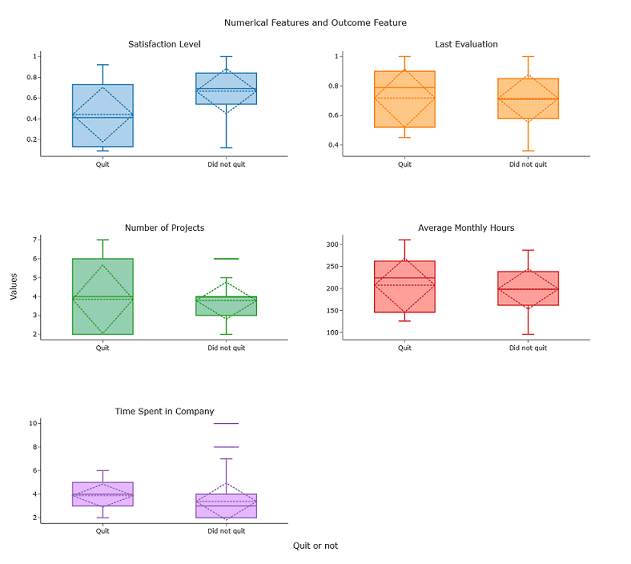 Numerical Features and Outcome Feature
Satisfaction Level
1
0.8
0.6
0.4
0.2
Quit
Did not quit
Last Evaluation
1
0.8
0.6
0.4
Quit
Did not quit
Values
Number of Projects
7
6
5
4
3
2
Quit
Did not quit
Average Monthly Hours
300
250
200
150
100
Quit
Did not quit
Time Spent in Company
10
8
6
4
2
Quit
Did not quit
Quit or not